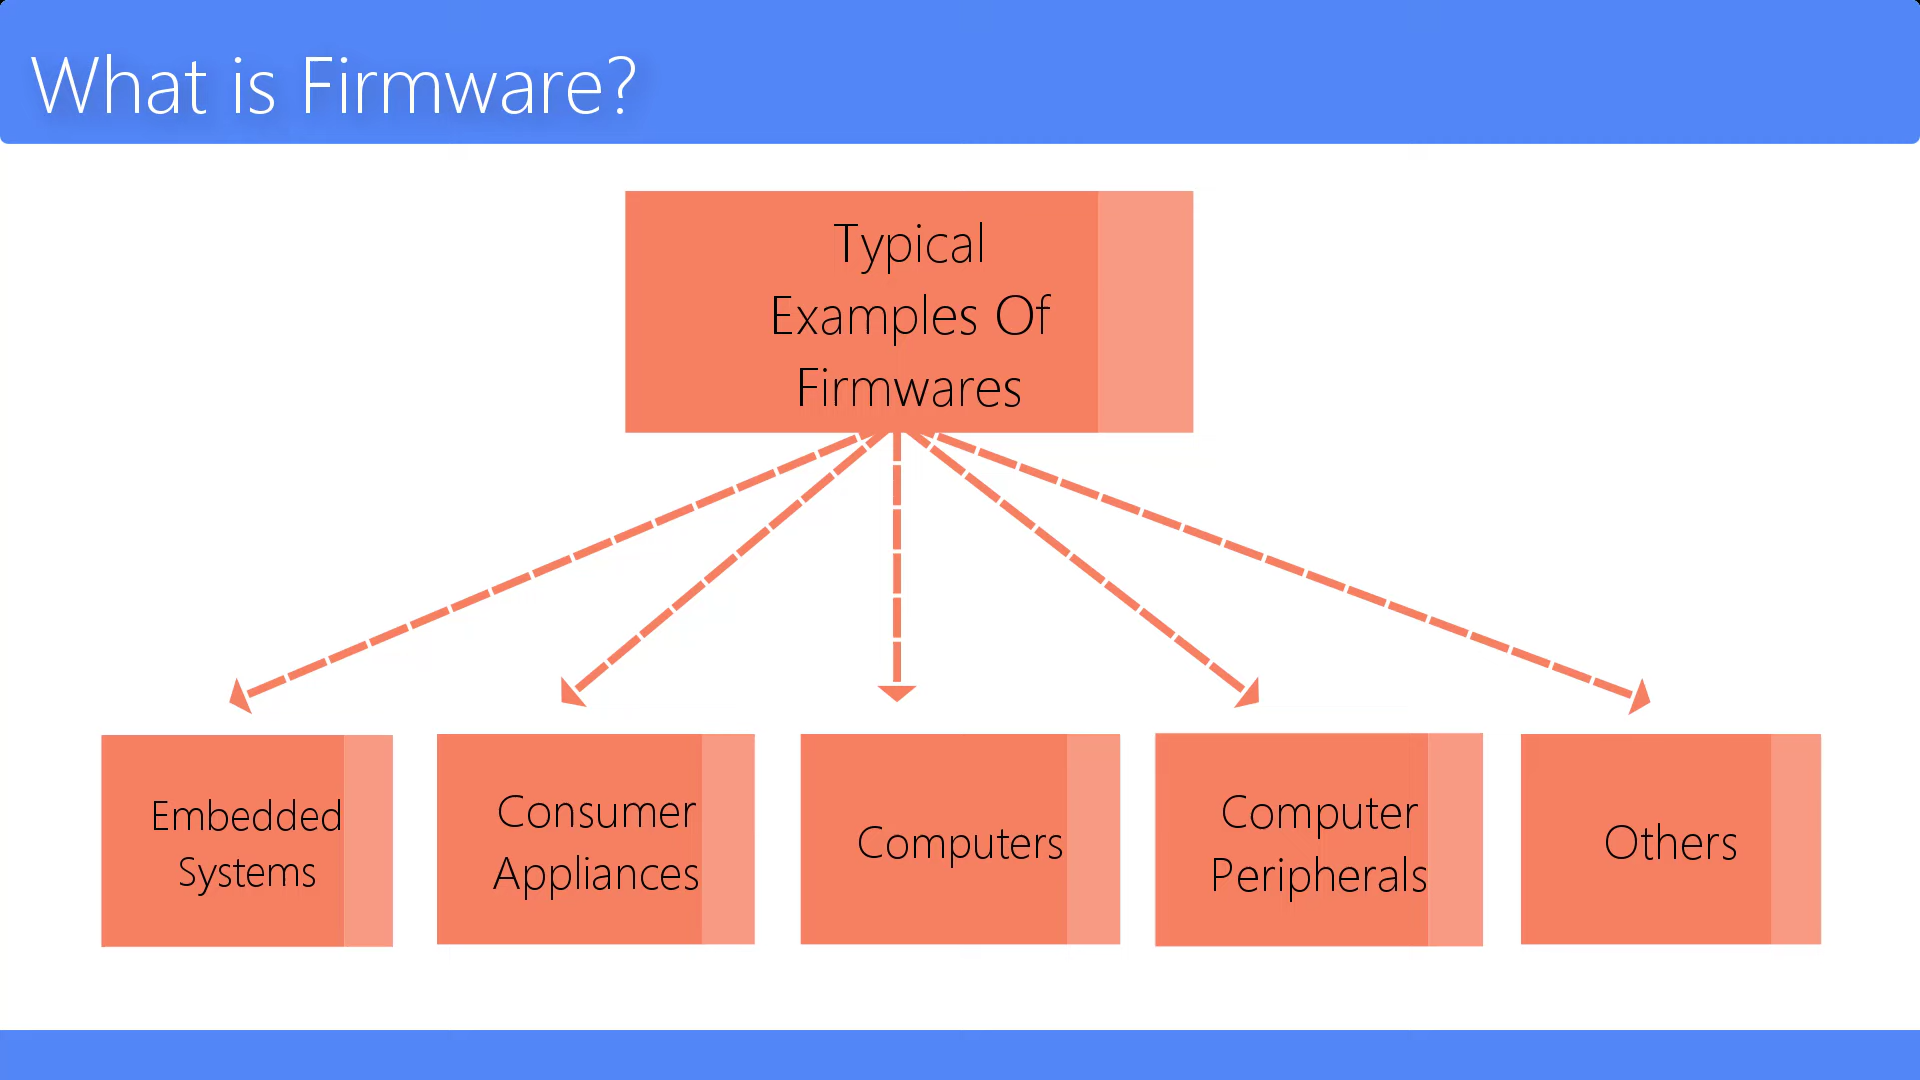 What is Firmware?
Typical
Examples Of
Firmwares
Embedded
Systems
Consumer
Appliances
Computers
Computer
Peripherals
Others